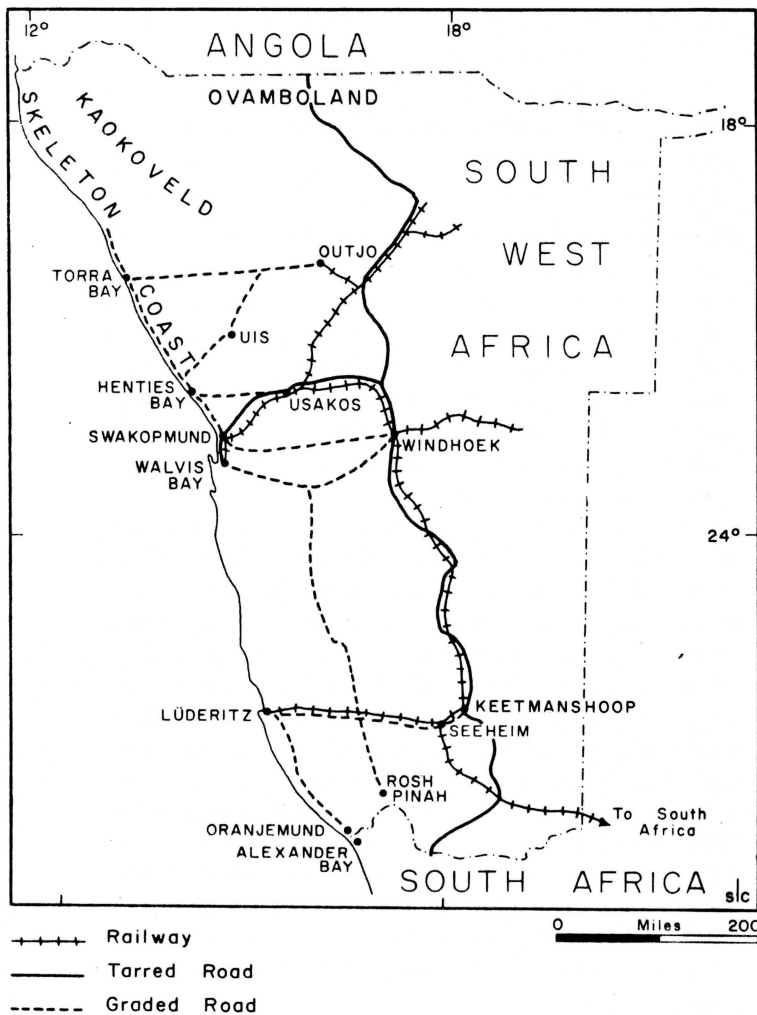 12°
18°
ANGOLA
OVAMBOLAND
18°
SKELETON
COAST
KAOKOVELD
SOUTH
WEST
AFRICA
OUTJO
TORRA
BAY
UIS
HENTIES
BAY
USAKOS
SWAKOPMUND
WINDHOEK
WALVIS
BAY
24°
LÜDERITZ
KEETMANSHOOP
SEEHEIM
ROSH
PINAH
To South
Africa
ORANJEMUND
ALEXANDER
BAY
SOUTH AFRICA
slc
18°
0 Miles 200
Railway
Tarred Road
Graded Road